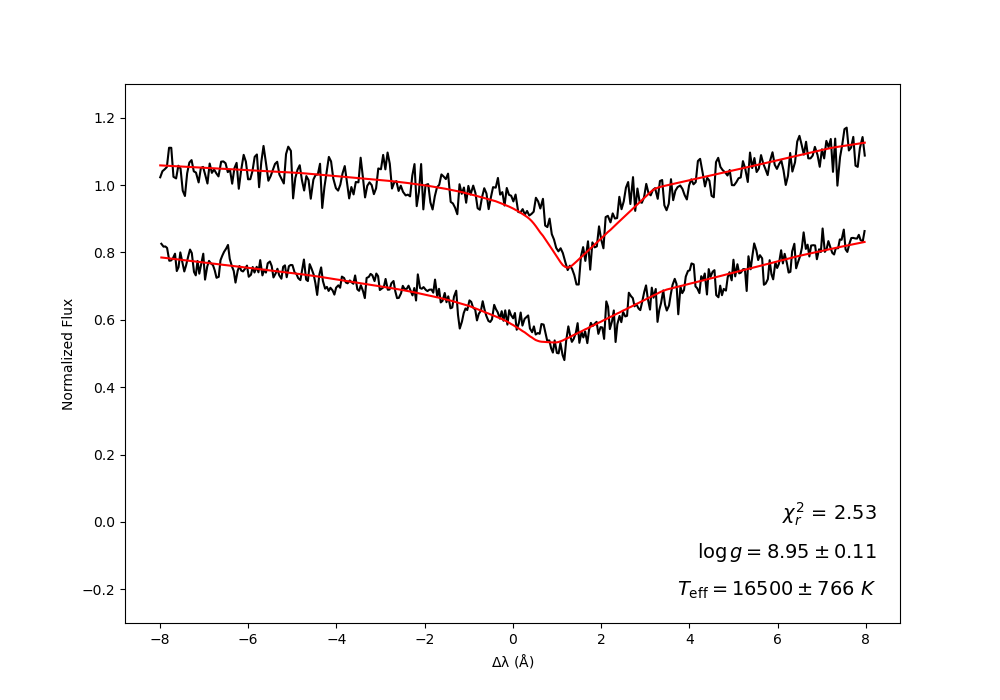 1.2
1.0
0.8
0.6
0.4
0.2
0.0
−0.2
Normalized Flux
χ²ᵣ = 2.53
log g = 8.95 ± 0.11
T_eff = 16500 ± 766 K
−8 −6 −4 −2 0 2 4 6 8
Δλ (Å)